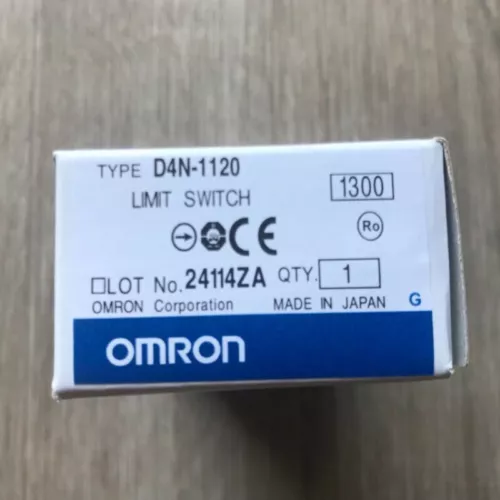 TYPE D4N-1120
LIMIT SWITCH
1300
CE
Ro
LOT No. 24114ZA QTY. 1
OMRON Corporation MADE IN JAPAN G
OMRON